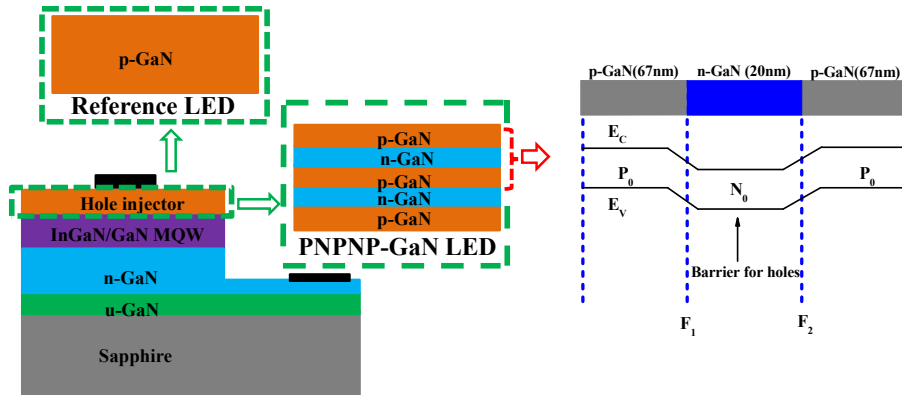 p-GaN
Reference LED
Hole injector
InGaN/GaN MQW
n-GaN
u-GaN
Sapphire
p-GaN
n-GaN
p-GaN
n-GaN
p-GaN
PNPNP-GaN LED
p-GaN(67nm) n-GaN (20nm) p-GaN(67nm)
E_C
P_0 N_0 P_0
E_V
Barrier for holes
F_1 F_2